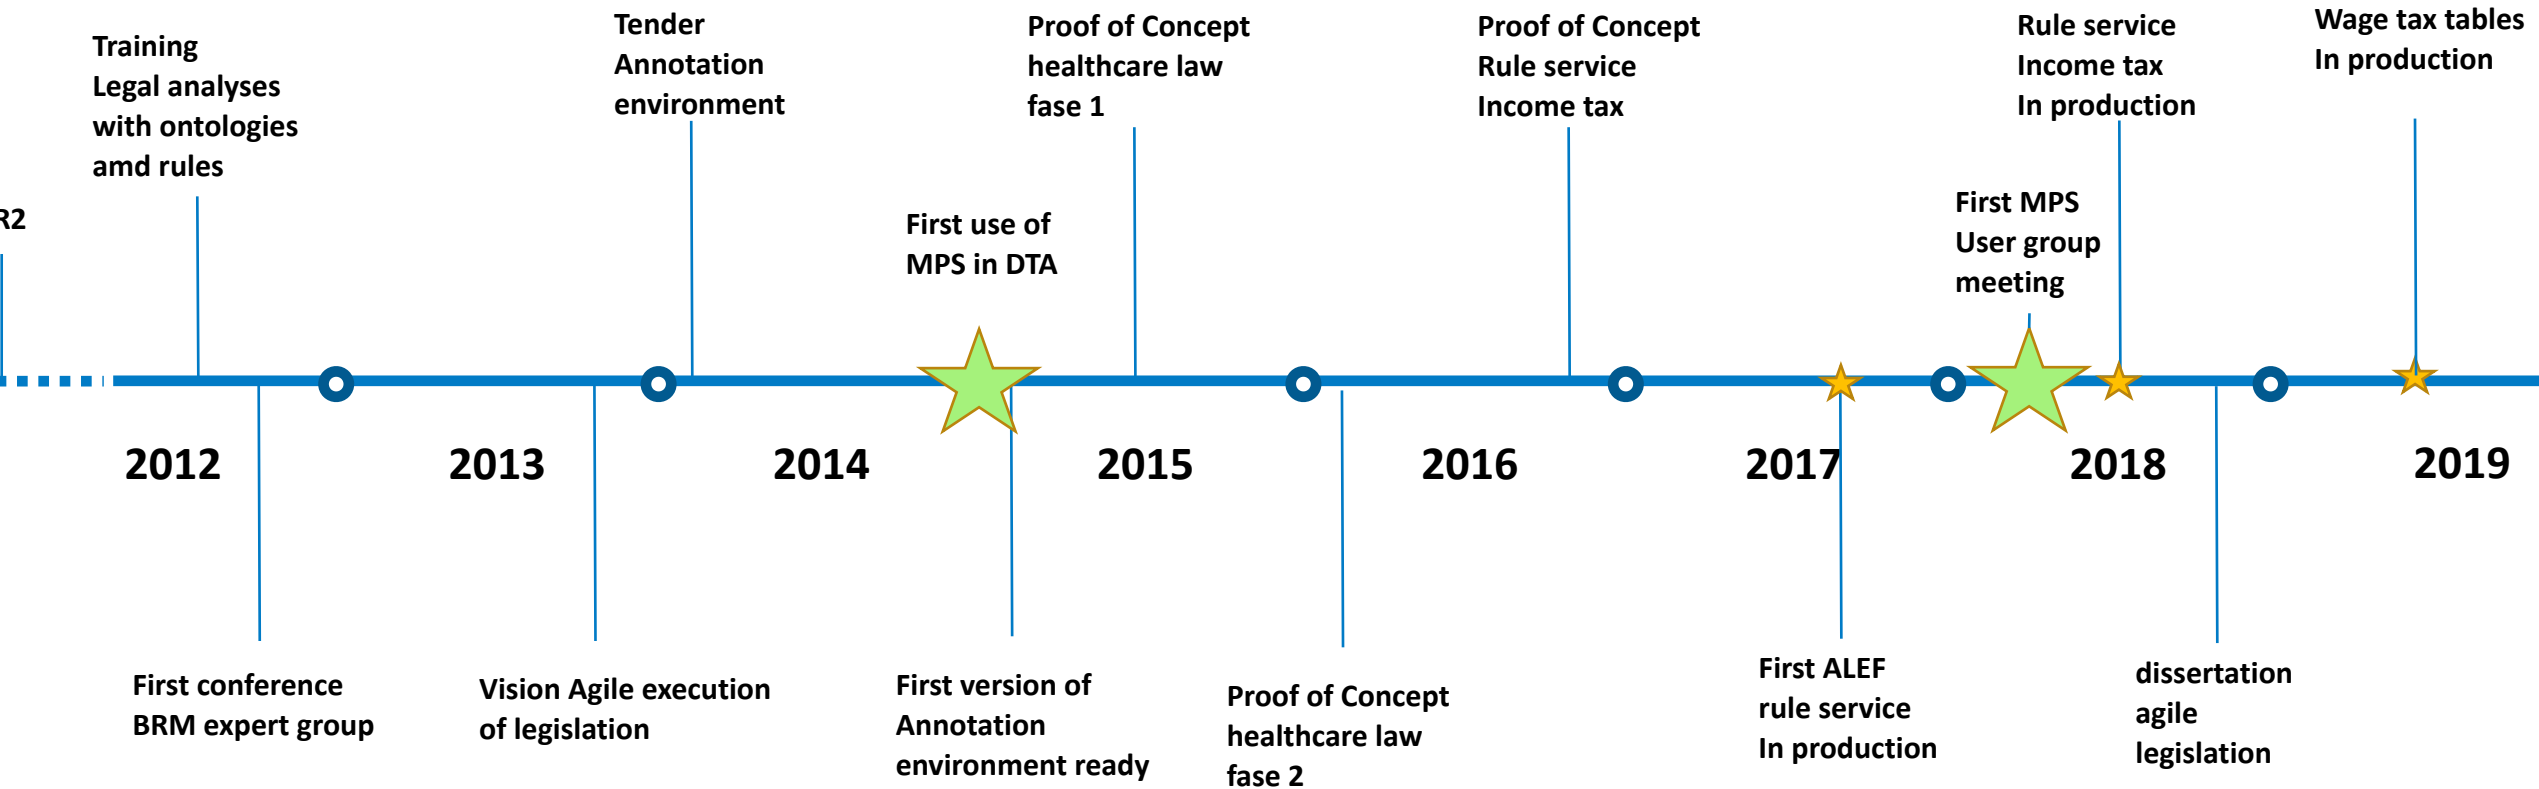 R2
Training
Legal analyses
with ontologies
amd rules
Tender
Annotation
environment
First use of
MPS in DTA
Proof of Concept
healthcare law
fase 1
Proof of Concept
Rule service
Income tax
First MPS
User group
meeting
Rule service
Income tax
In production
Wage tax tables
In production
2012
2013
2014
2015
2016
2017
2018
2019
First conference
BRM expert group
Vision Agile execution
of legislation
First version of
Annotation
environment ready
Proof of Concept
healthcare law
fase 2
First ALEF
rule service
In production
dissertation
agile
legislation